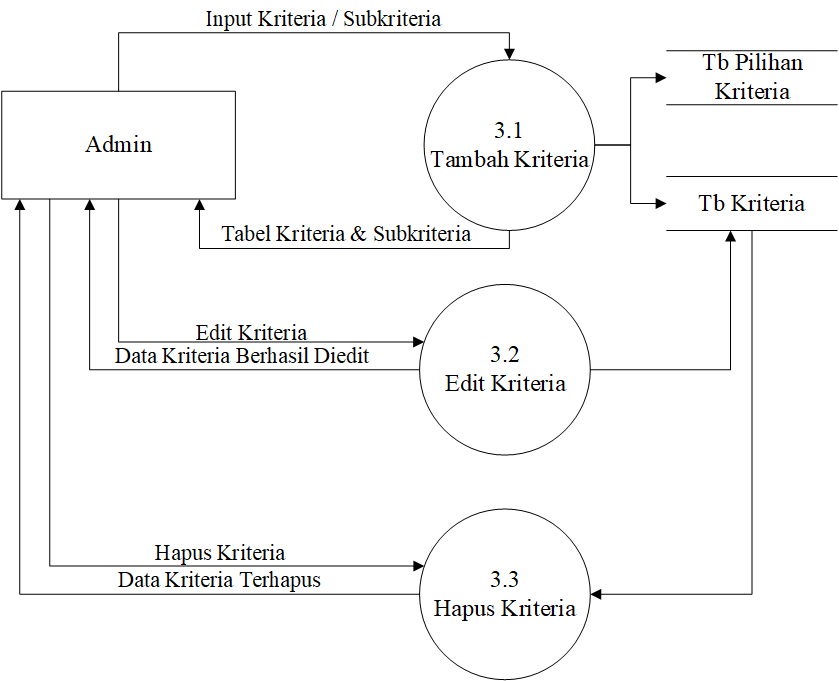 Input Kriteria / Subkriteria
Tb Pilihan
Kriteria
Admin
3.1
Tambah Kriteria
Tb Kriteria
Tabel Kriteria & Subkriteria
Edit Kriteria
Data Kriteria Berhasil Diedit
3.2
Edit Kriteria
Hapus Kriteria
Data Kriteria Terhapus
3.3
Hapus Kriteria